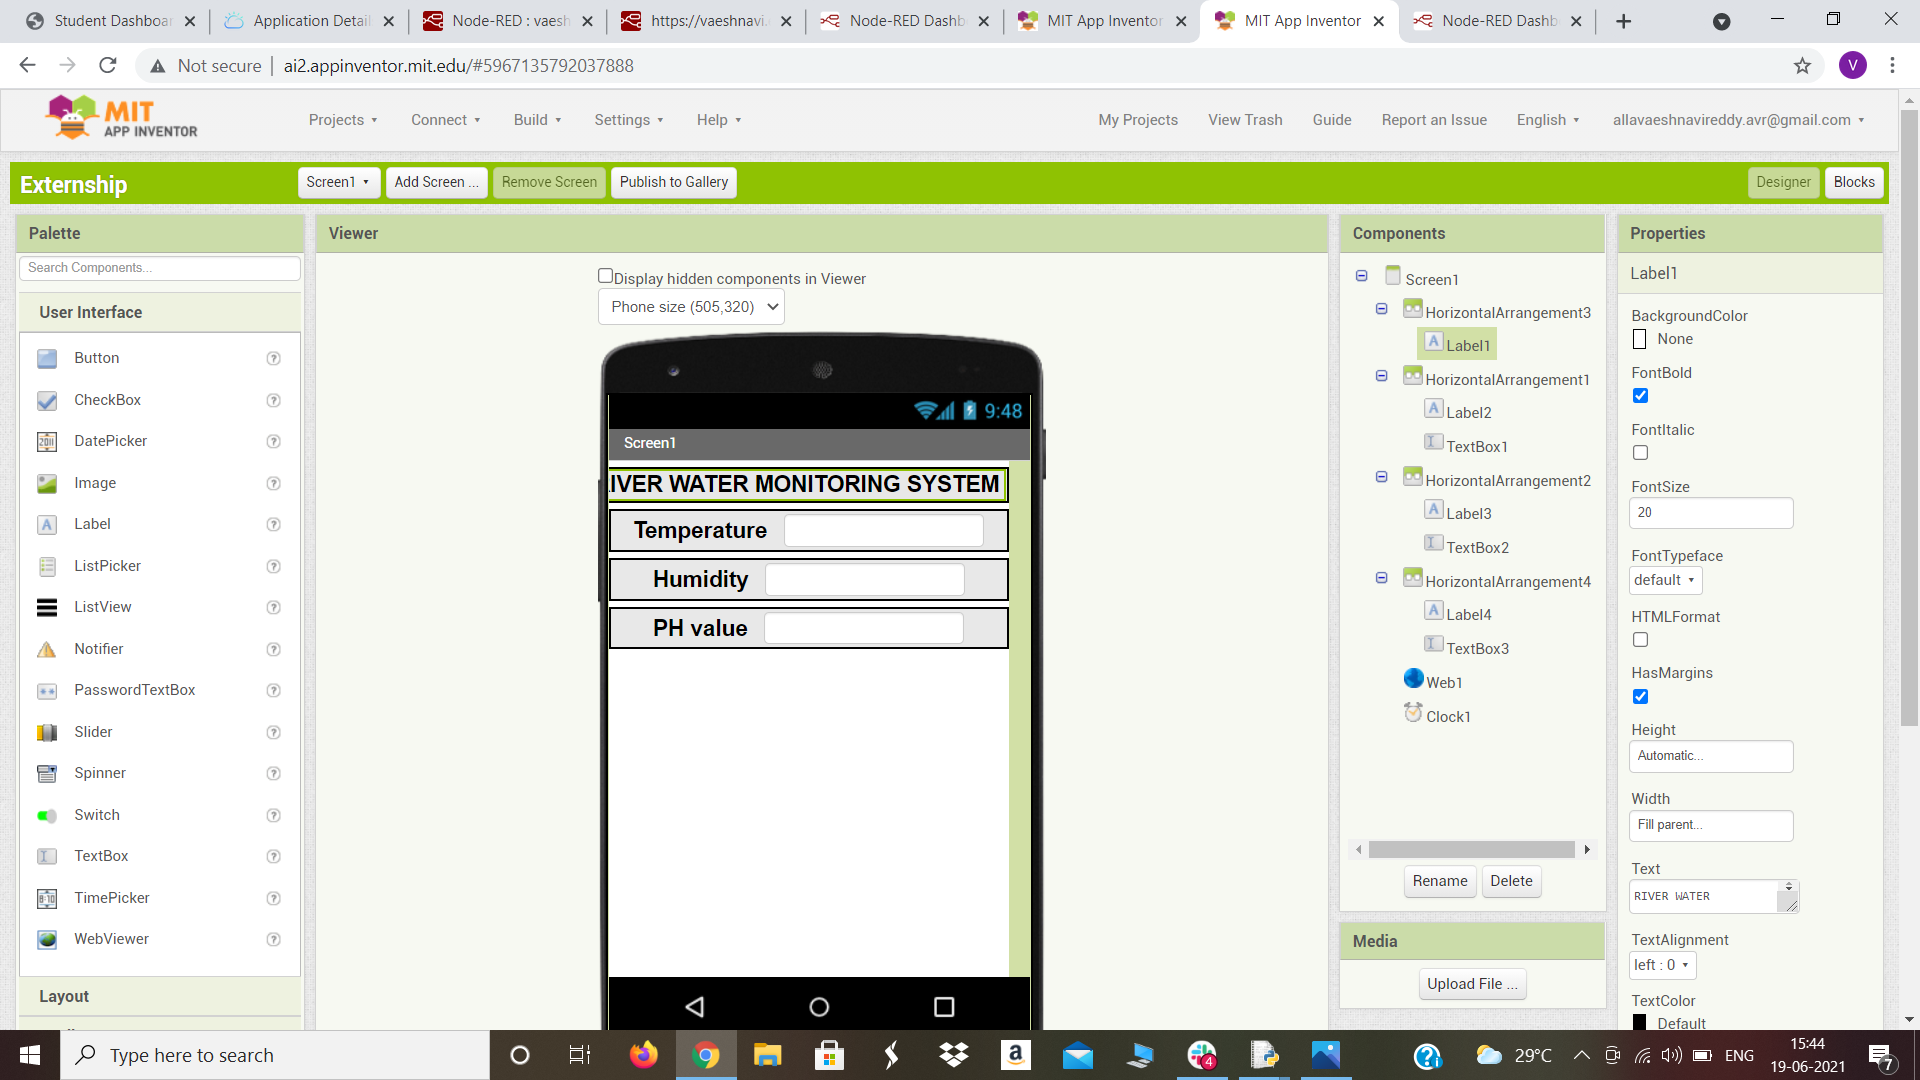 Student Dashboar
Application Detail
Node-RED : vaesh
https://vaeshnavi.
Node-RED Dashb
MIT App Inventor
MIT App Inventor
Node-RED Dashb
Not secure
ai2.appinventor.mit.edu/#5967135792037888
V
MIT
APP INVENTOR
Projects
Connect
Build
Settings
Help
My Projects
View Trash
Guide
Report an Issue
English
allavaeshnavireddy.avr@gmail.com
Externship
Screen1
Add Screen ...
Remove Screen
Publish to Gallery
Designer
Blocks
Palette
Search Components...
User Interface
Button
CheckBox
DatePicker
Image
Label
ListPicker
ListView
Notifier
PasswordTextBox
Slider
Spinner
Switch
TextBox
TimePicker
WebViewer
Layout
Viewer
Display hidden components in Viewer
Phone size (505,320)
9:48
Screen1
IVER WATER MONITORING SYSTEM
Temperature
Humidity
PH value
Components
Screen1
HorizontalArrangement3
Label1
HorizontalArrangement1
Label2
TextBox1
HorizontalArrangement2
Label3
TextBox2
HorizontalArrangement4
Label4
TextBox3
Web1
Clock1
Rename
Delete
Media
Upload File ...
Properties
Label1
BackgroundColor
None
FontBold
FontItalic
FontSize
20
FontTypeface
default
HTMLFormat
HasMargins
Height
Automatic...
Width
Fill parent...
Text
RIVER WATER
TextAlignment
left : 0
TextColor
Default
Type here to search
4
29°C
ENG
15:44
19-06-2021
7